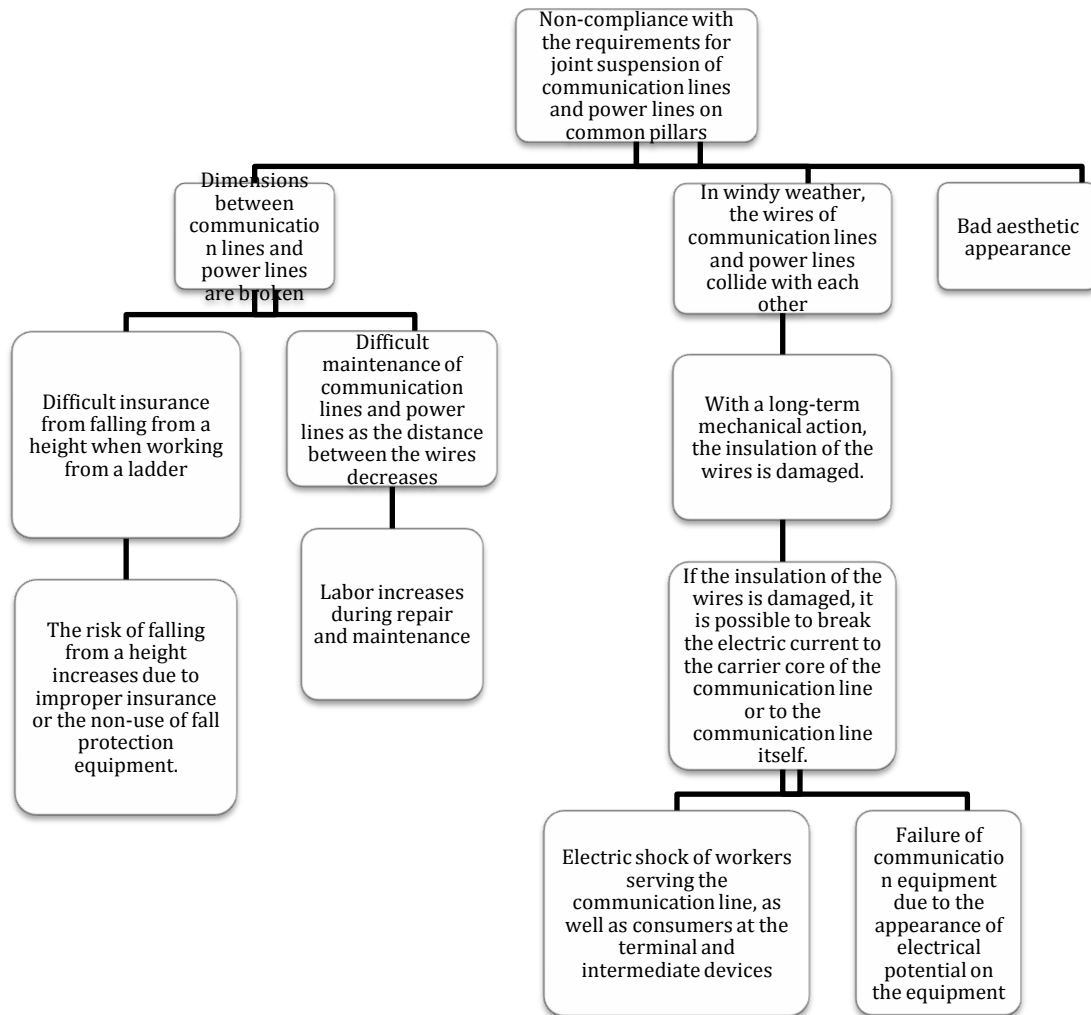 Non-compliance with
the requirements for
joint suspension of
communication lines
and power lines on
common pillars
Dimensions
between
communicatio
n lines and
power lines
are broken
In windy weather,
the wires of
communication lines
and power lines
collide with each
other
Bad aesthetic
appearance
Difficult insurance
from falling from a
height when working
from a ladder
Difficult
maintenance of
communication
lines and power
lines as the distance
between the wires
decreases
With a long-term
mechanical action,
the insulation of the
wires is damaged.
The risk of falling
from a height
increases due to
improper insurance
or the non-use of fall
protection
equipment.
Labor increases
during repair
and maintenance
If the insulation of the
wires is damaged, it
is possible to break
the electric current to
the carrier core of the
communication line
or to the
communication line
itself.
Electric shock of workers
serving the
communication line, as
well as consumers at the
terminal and
intermediate devices
Failure of
communicatio
n equipment
due to the
appearance of
electrical
potential on
the equipment